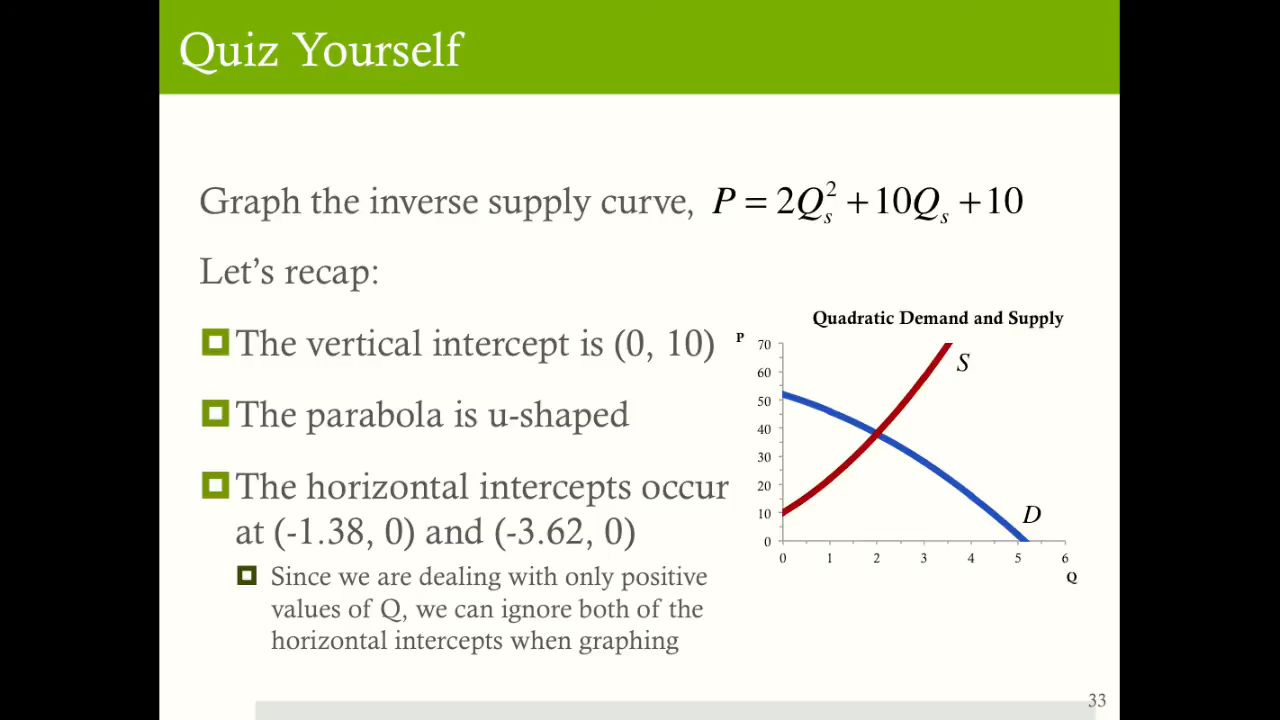 Quiz Yourself
Graph the inverse supply curve, P = 2Qₛ² + 10Qₛ + 10
Let’s recap:
The vertical intercept is (0, 10)
The parabola is u-shaped
The horizontal intercepts occur
at (-1.38, 0) and (-3.62, 0)
Since we are dealing with only positive
values of Q, we can ignore both of the
horizontal intercepts when graphing
Quadratic Demand and Supply
P
70
60
50
40
30
20
10
0
S
D
0 1 2 3 4 5 6
Q
33